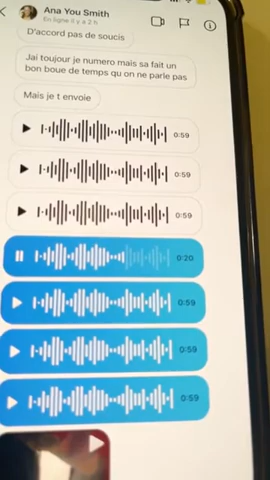 Ana You Smith
En ligne il y a 2 h
D'accord pas de soucis
Jai toujour je numero mais sa fait un
bon boue de temps qu on ne parle pas
Mais je t envoie
0:59
0:59
0:59
0:20
0:59
0:59
0:59